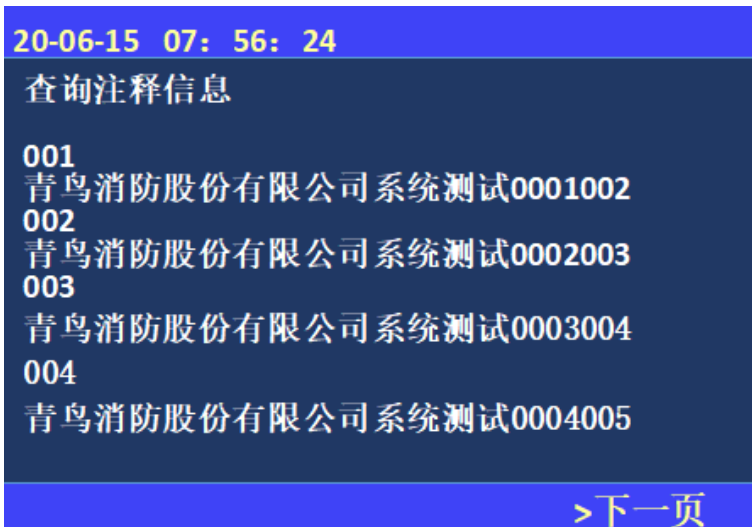 20-06-15 07：56：24
查询注释信息
001
青鸟消防股份有限公司系统测试0001002
002
青鸟消防股份有限公司系统测试0002003
003
青鸟消防股份有限公司系统测试0003004
004
青鸟消防股份有限公司系统测试0004005
>下一页